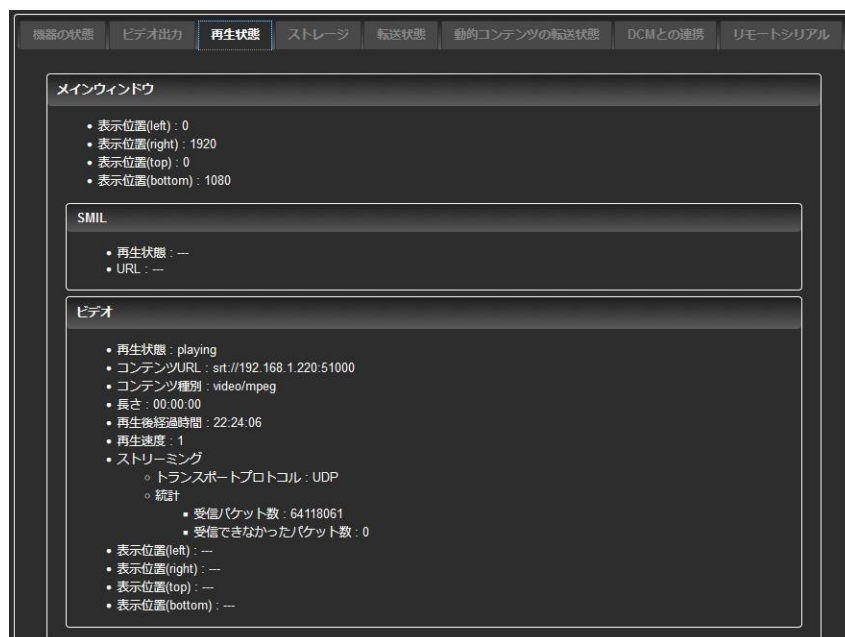 機器の状態 ビデオ出力 再生状態 ストレージ 転送状態 動的コンテンツの転送状態 DCMとの連携 リモートシリアル
メインウィンドウ
• 表示位置(left) : 0
• 表示位置(right) : 1920
• 表示位置(top) : 0
• 表示位置(bottom) : 1080
SMIL
• 再生状態 : ---
• URL : ---
ビデオ
• 再生状態 : playing
• コンテンツURL : srt://192.168.1.220:51000
• コンテンツ種別 : video/mpeg
• 長さ : 00:00:00
• 再生後経過時間 : 22:24:06
• 再生速度 : 1
• ストリーミング
◦ トランスポートプロトコル : UDP
◦ 統計
▪ 受信パケット数 : 64118061
▪ 受信できなかったパケット数 : 0
• 表示位置(left) : ---
• 表示位置(right) : ---
• 表示位置(top) : ---
• 表示位置(bottom) : ---